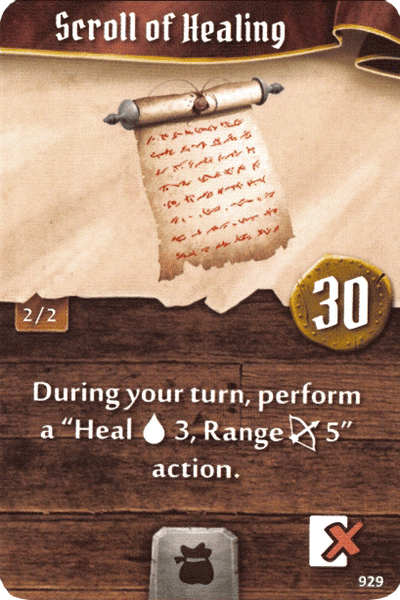 Scroll of Healing
2/2
30
During your turn, perform
a “Heal 3, Range 5”
action.
929